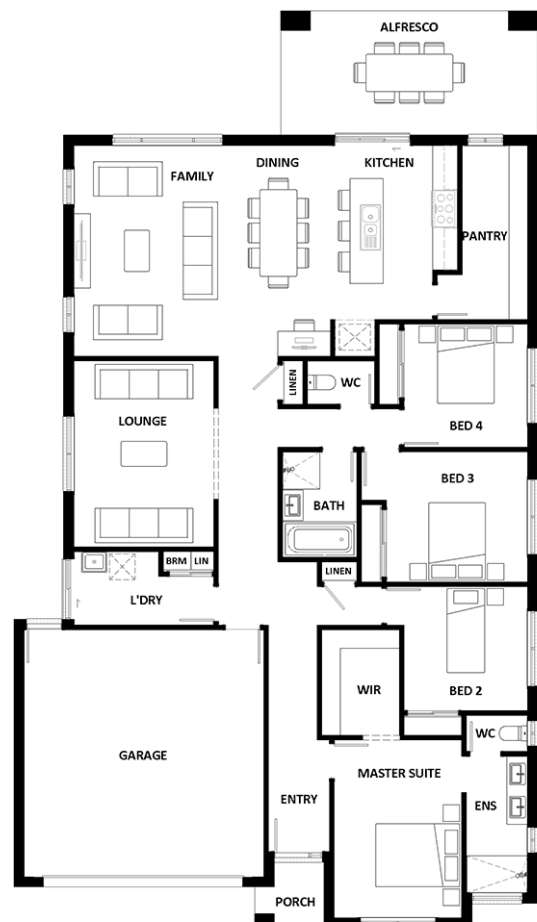 ALFRESCO
FAMILY
DINING
KITCHEN
PANTRY
LINEN
WC
BED 4
LOUNGE
BED 3
BATH
BRM
LIN
LINEN
L'DRY
WIR
BED 2
WC
GARAGE
MASTER SUITE
ENTRY
ENS
PORCH